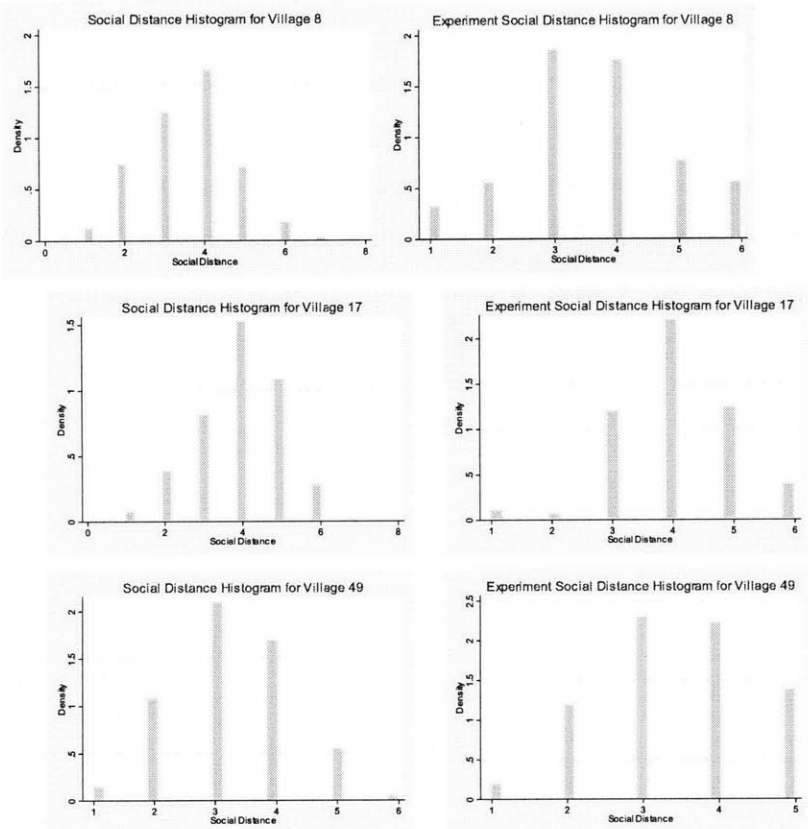 Social Distance Histogram for Village 8
2
1.5
1
.5
0
Density
0 2 4 6 8
Social Distance
Experiment Social Distance Histogram for Village 8
2
1.5
1
.5
0
Density
1 2 3 4 5 6
Social Distance
Social Distance Histogram for Village 17
1.5
1
.5
0
Density
0 2 4 6 8
Social Distance
Experiment Social Distance Histogram for Village 17
2
1.5
1
.5
0
Density
1 2 3 4 5 6
Social Distance
Social Distance Histogram for Village 49
2
1.5
1
.5
0
Density
1 2 3 4 5 6
Social Distance
Experiment Social Distance Histogram for Village 49
2.5
2
1.5
1
.5
0
Density
1 2 3 4 5
Social Distance